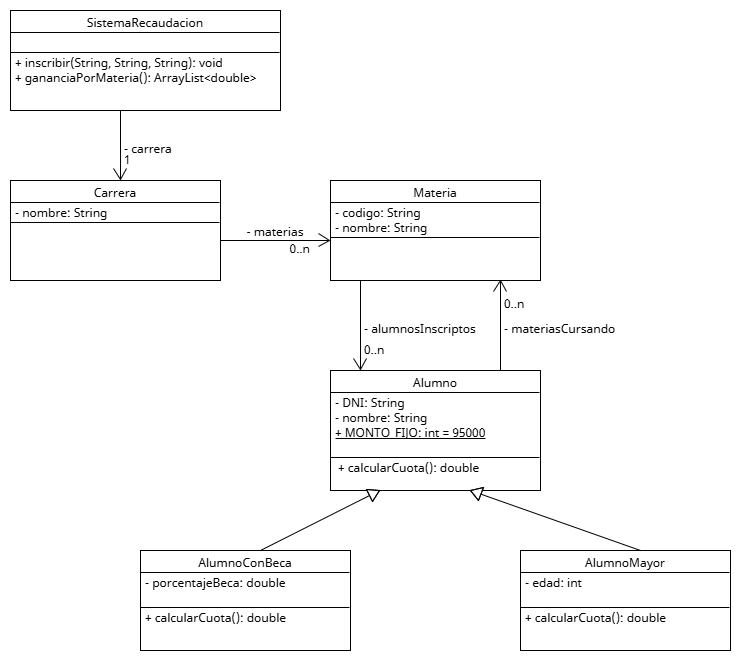 SistemaRecaudacion
+ inscribir(String, String, String): void
+ gananciaPorMateria(): ArrayList<double>
- carrera
1
Carrera
- nombre: String
- materias
0..n
Materia
- codigo: String
- nombre: String
- alumnosInscriptos
0..n
0..n
- materiasCursando
Alumno
- DNI: String
- nombre: String
+ MONTO_FIJO: int = 95000
+ calcularCuota(): double
AlumnoConBeca
- porcentajeBeca: double
+ calcularCuota(): double
AlumnoMayor
- edad: int
+ calcularCuota(): double